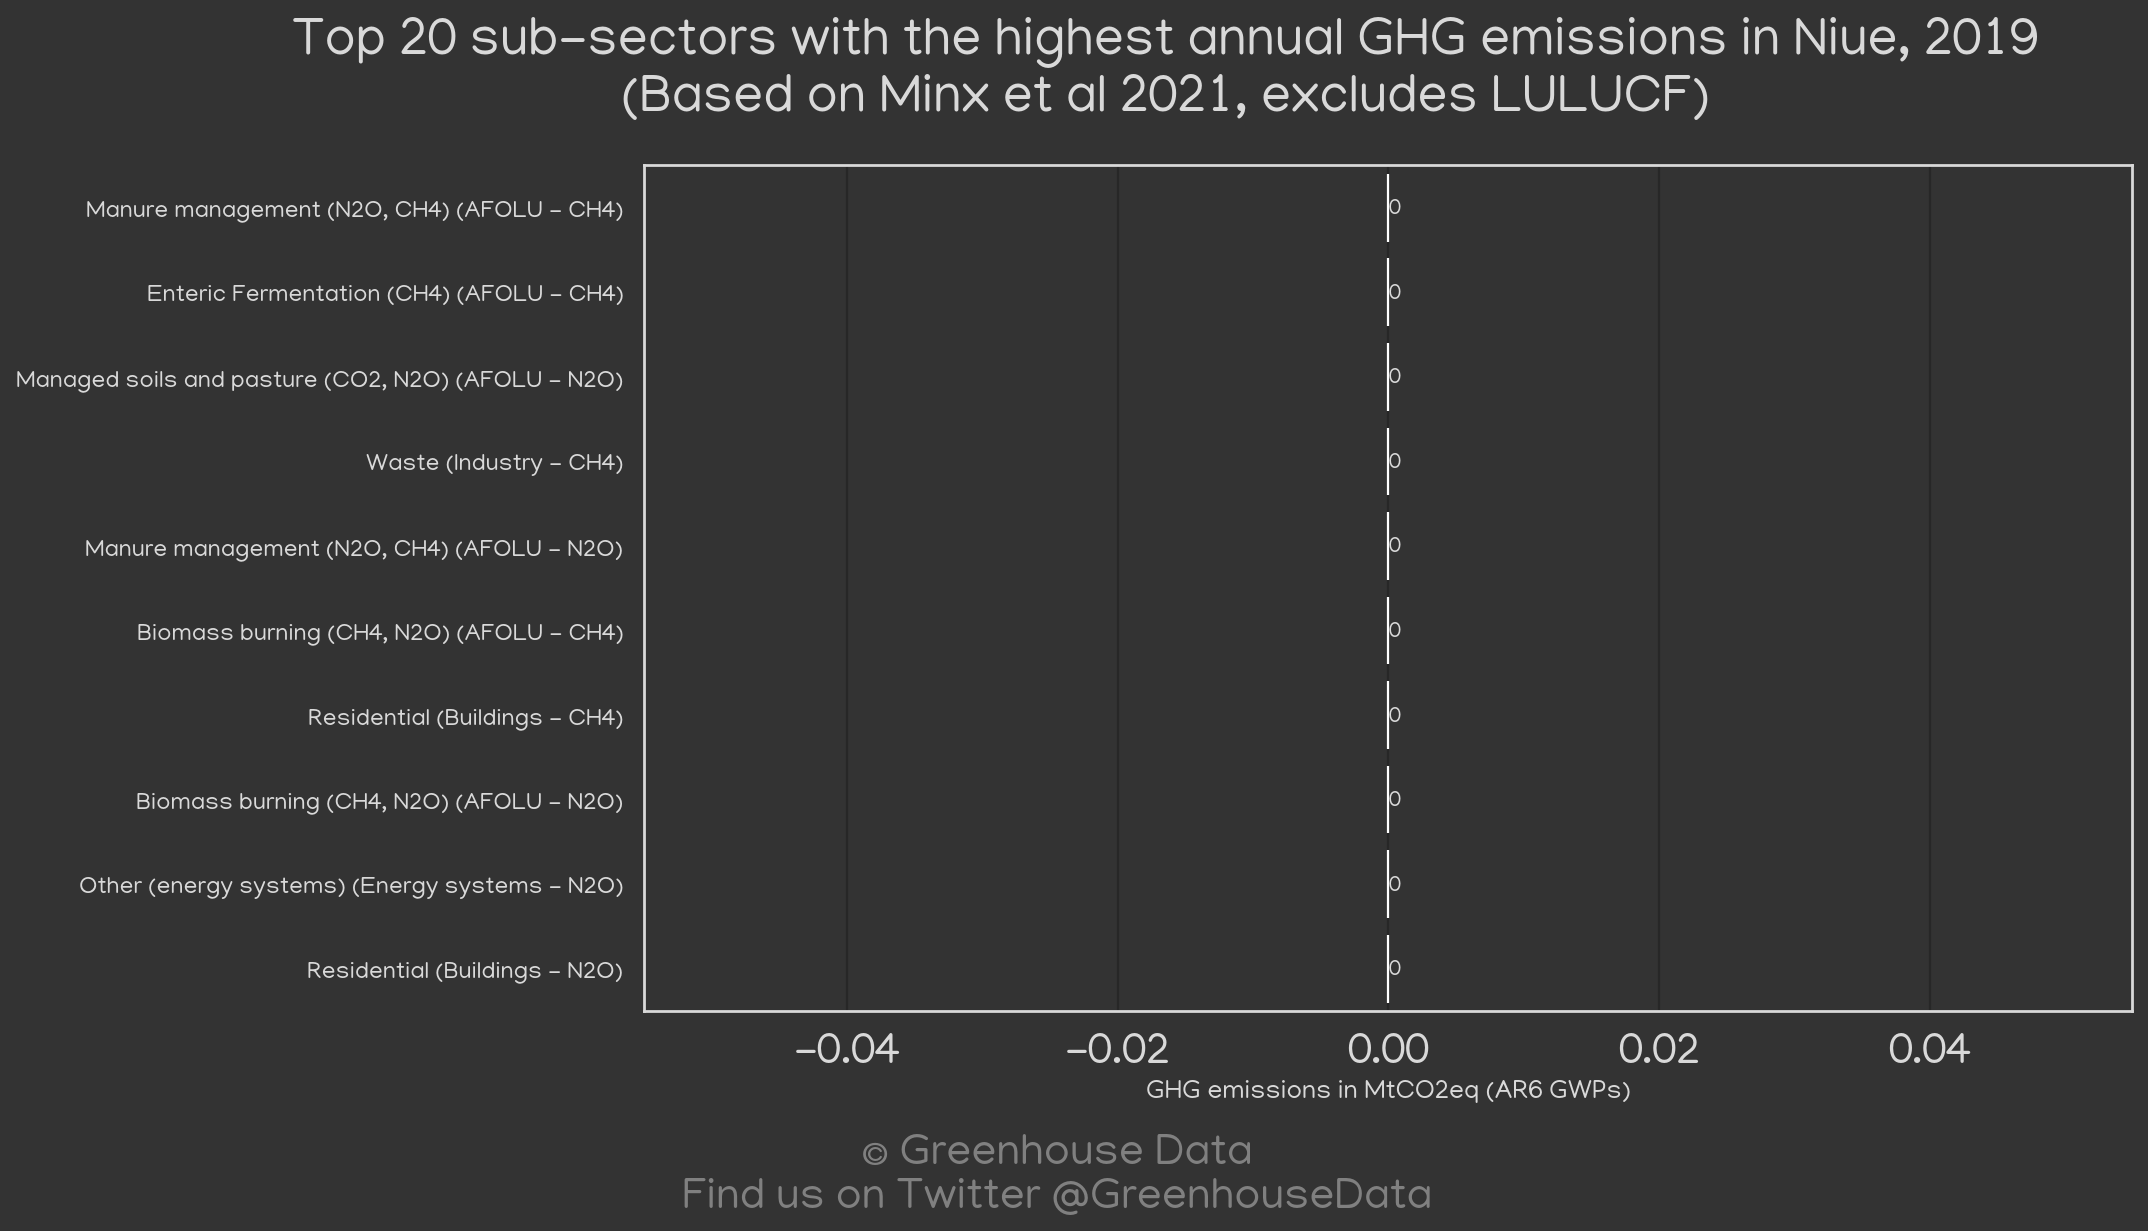 Top 20 sub-sectors with the highest annual GHG emissions in Niue, 2019
(Based on Minx et al 2021, excludes LULUCF)
Manure management (N2O, CH4) (AFOLU - CH4)
0
Enteric Fermentation (CH4) (AFOLU - CH4)
0
Managed soils and pasture (CO2, N2O) (AFOLU - N2O)
0
Waste (Industry - CH4)
0
Manure management (N2O, CH4) (AFOLU - N2O)
0
Biomass burning (CH4, N2O) (AFOLU - CH4)
0
Residential (Buildings - CH4)
0
Biomass burning (CH4, N2O) (AFOLU - N2O)
0
Other (energy systems) (Energy systems - N2O)
0
Residential (Buildings - N2O)
0
-0.04 -0.02 0.00 0.02 0.04
GHG emissions in MtCO2eq (AR6 GWPs)
© Greenhouse Data
Find us on Twitter @GreenhouseData